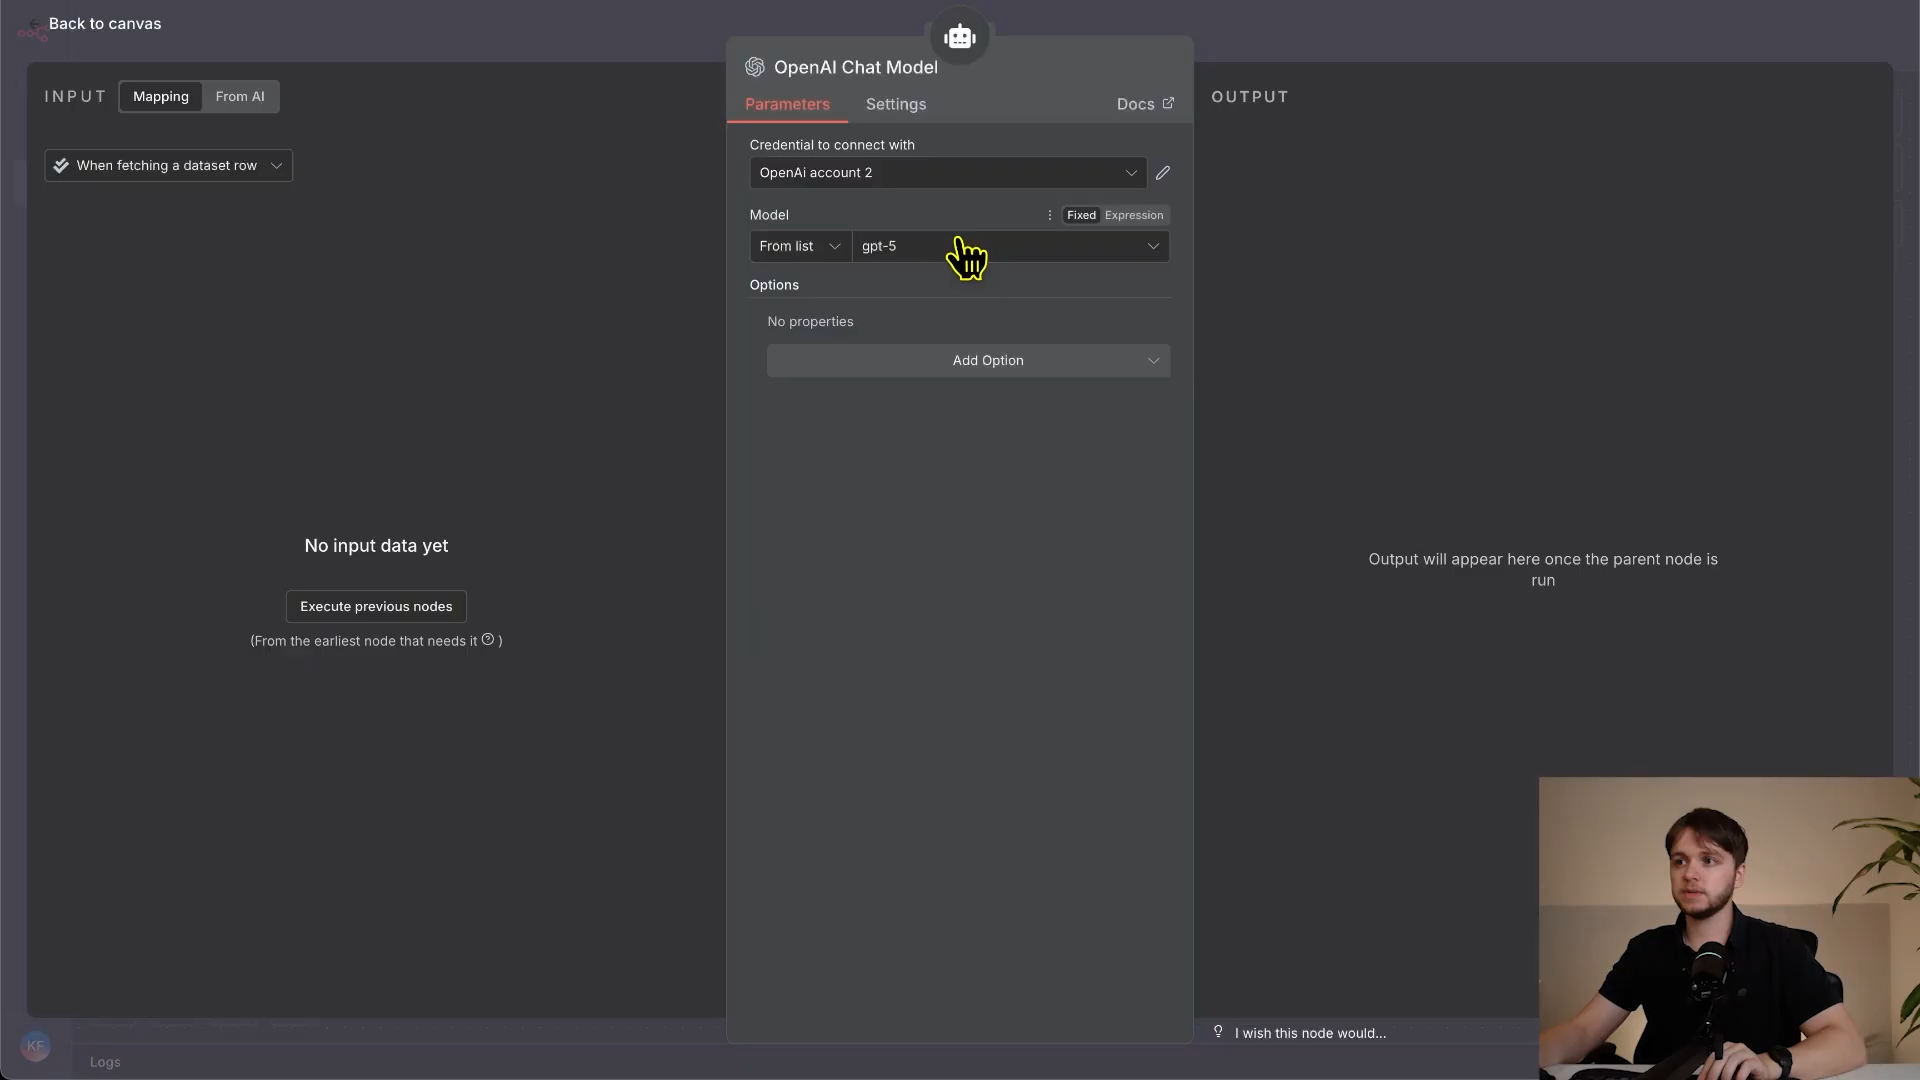 Back to canvas
INPUT
Mapping
From AI
When fetching a dataset row
No input data yet
Execute previous nodes
(From the earliest node that needs it ? )
OpenAI Chat Model
Parameters
Settings
Docs
Credential to connect with
OpenAi account 2
Model
Fixed
Expression
From list
gpt-5
Options
No properties
Add Option
OUTPUT
Output will appear here once the parent node is
run
I wish this node would...
KF
Logs